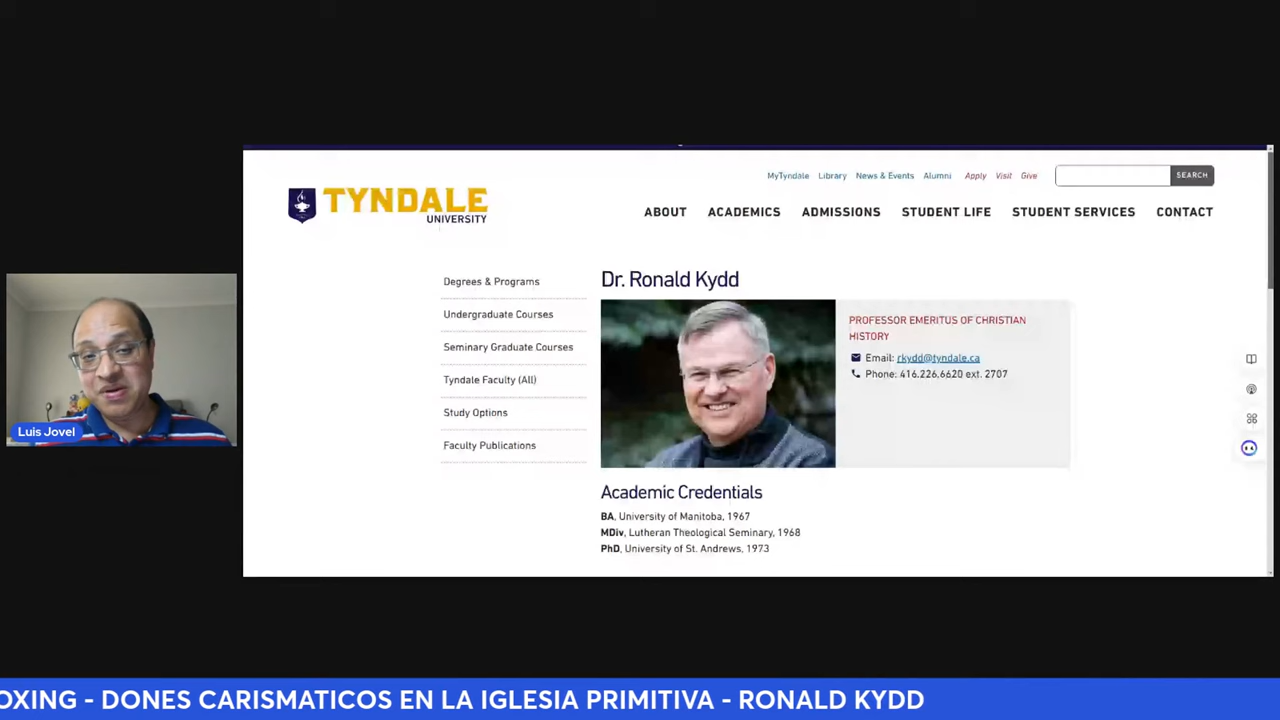 MyTyndale Library News & Events Alumni Apply Visit Give SEARCH
TYNDALE
UNIVERSITY
ABOUT ACADEMICS ADMISSIONS STUDENT LIFE STUDENT SERVICES CONTACT
Degrees & Programs
Undergraduate Courses
Seminary Graduate Courses
Tyndale Faculty (All)
Study Options
Faculty Publications
Dr. Ronald Kydd
PROFESSOR EMERITUS OF CHRISTIAN
HISTORY
Email: rkydd@tyndale.ca
Phone: 416.226.6620 ext. 2707
Academic Credentials
BA, University of Manitoba, 1967
MDiv, Lutheran Theological Seminary, 1968
PhD, University of St. Andrews, 1973
Luis Jovel
OXING - DONES CARISMATICOS EN LA IGLESIA PRIMITIVA - RONALD KYDD